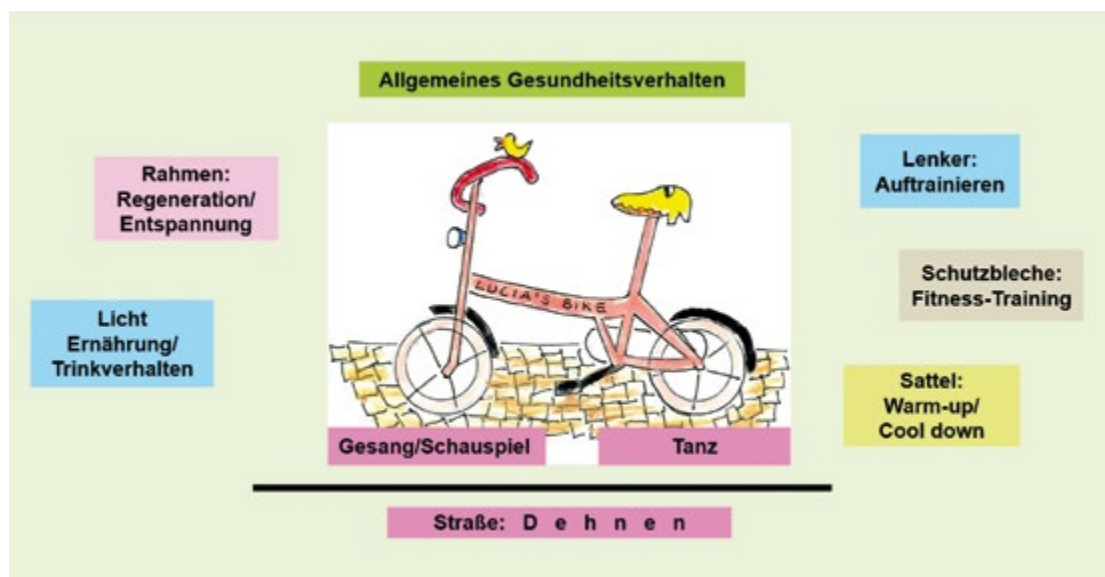 Allgemeines Gesundheitsverhalten
Rahmen:
Regeneration/
Entspannung
Licht
Ernährung/
Trinkverhalten
LUCIA'S BIKE
Lenker:
Auftrainieren
Schutzbleche:
Fitness-Training
Sattel:
Warm-up/
Cool down
Gesang/Schauspiel
Tanz
Straße: D e h n e n